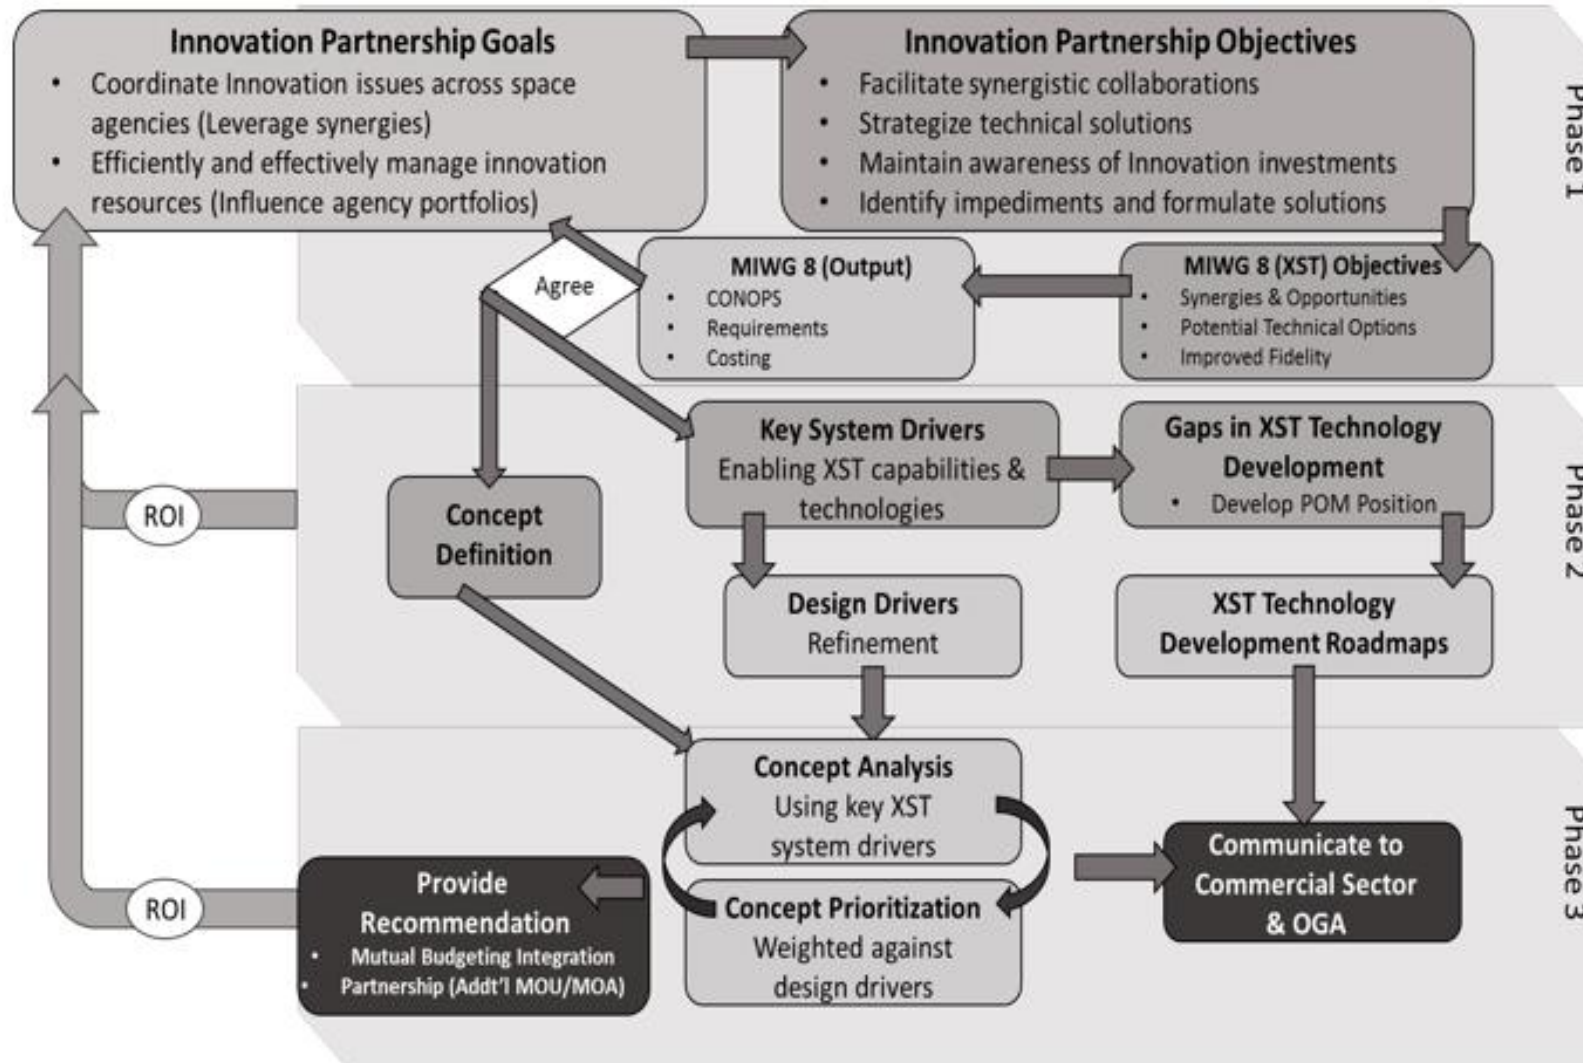 Innovation Partnership Goals
• Coordinate Innovation issues across space
agencies (Leverage synergies)
• Efficiently and effectively manage innovation
resources (Influence agency portfolios)
Innovation Partnership Objectives
• Facilitate synergistic collaborations
• Strategize technical solutions
• Maintain awareness of Innovation investments
• Identify impediments and formulate solutions
Phase 1
Agree
MIWG 8 (Output)
• CONOPS
• Requirements
• Costing
MIWG 8 (XST) Objectives
• Synergies & Opportunities
• Potential Technical Options
• Improved Fidelity
Key System Drivers
Enabling XST capabilities &
technologies
Gaps in XST Technology
Development
• Develop POM Position
Phase 2
ROI
Concept
Definition
Design Drivers
Refinement
XST Technology
Development Roadmaps
Concept Analysis
Using key XST
system drivers
Communicate to
Commercial Sector
& OGA
Phase 3
ROI
Provide
Recommendation
• Mutual Budgeting Integration
• Partnership (Addt'l MOU/MOA)
Concept Prioritization
Weighted against
design drivers